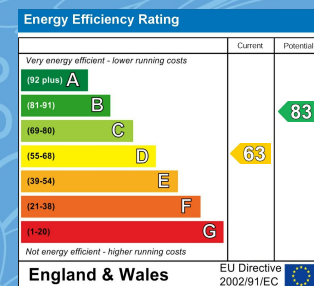 Energy Efficiency Rating
Current Potential
Very energy efficient - lower running costs
(92 plus) A
(81-91) B
83
(69-80) C
(55-68) D
63
(39-54) E
(21-38) F
(1-20) G
Not energy efficient - higher running costs
England & Wales
EU Directive
2002/91/EC